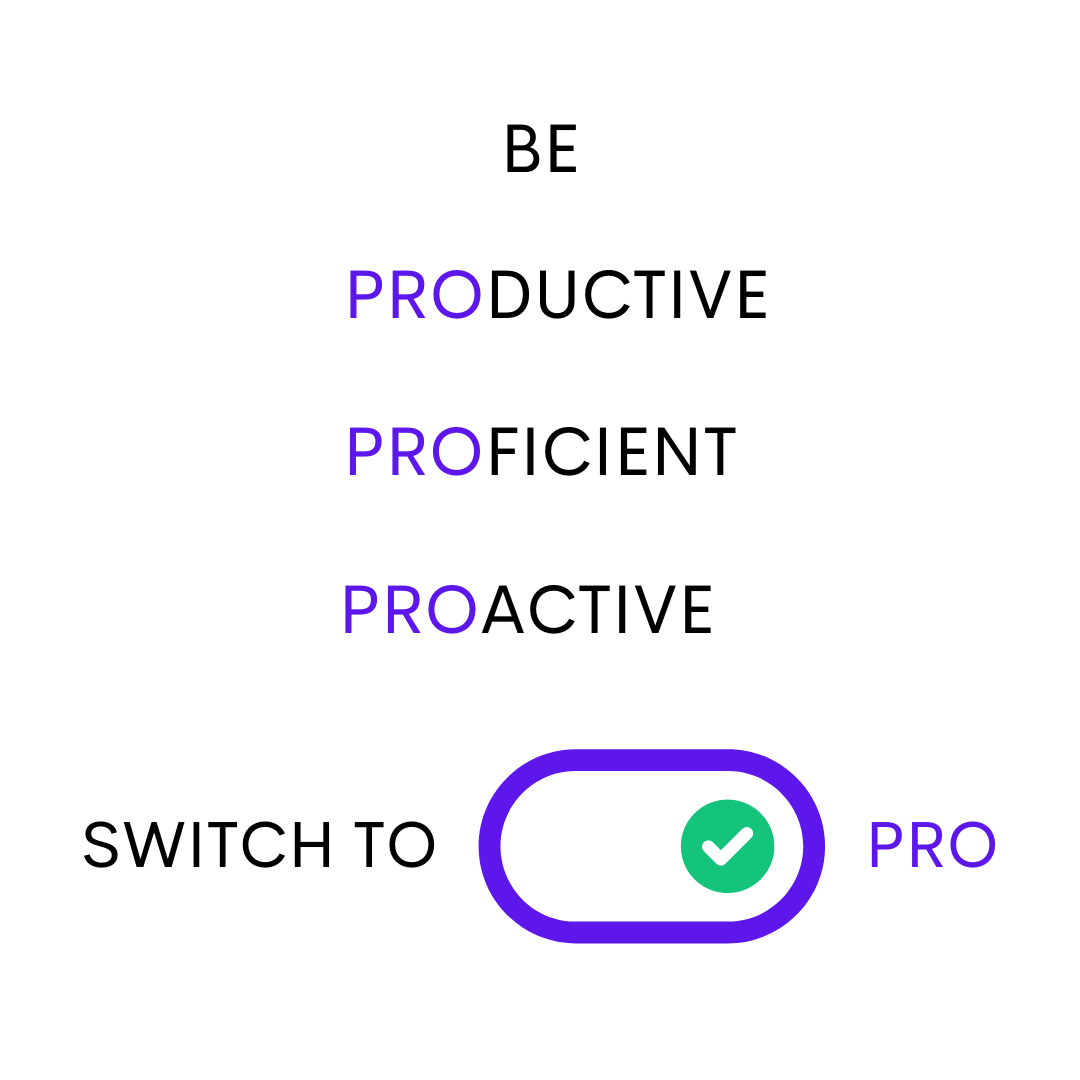 BE
PRODUCTIVE
PROFICIENT
PROACTIVE
SWITCH TO PRO